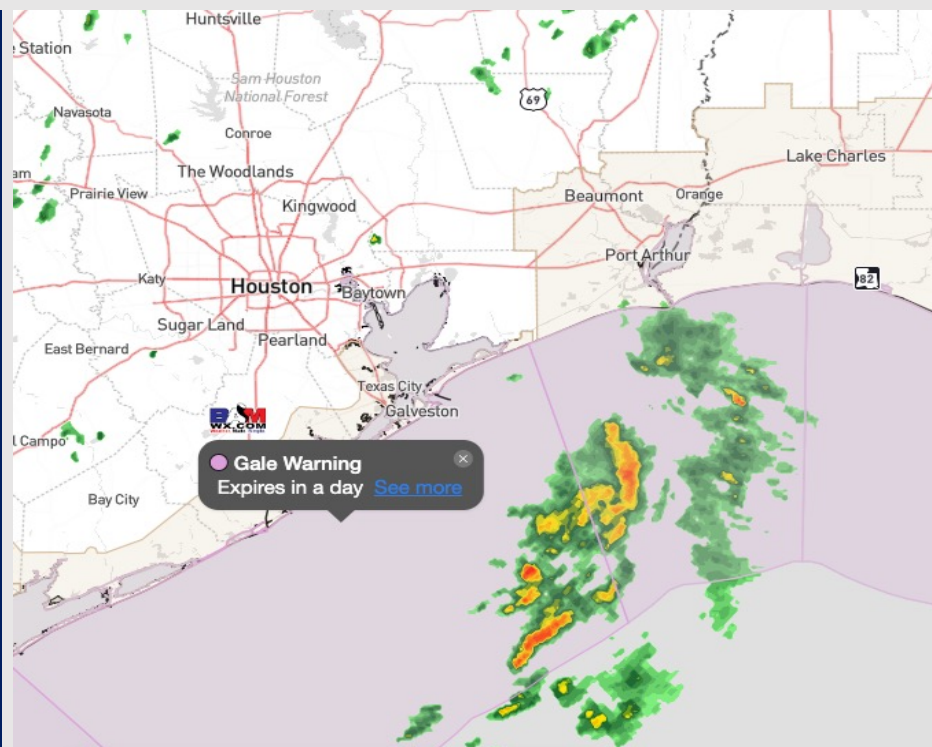 Huntsville
Station
Sam Houston
National Forest
69
Navasota
Conroe
Lake Charles
am
The Woodlands
Prairie View
Beaumont
Orange
Kingwood
Port Arthur
Katy
Houston
Baytown
82
Sugar Land
Pearland
East Bernard
Texas City
Galveston
B M
WX.COM
l Campo
Gale Warning
Bay City
Expires in a day See more